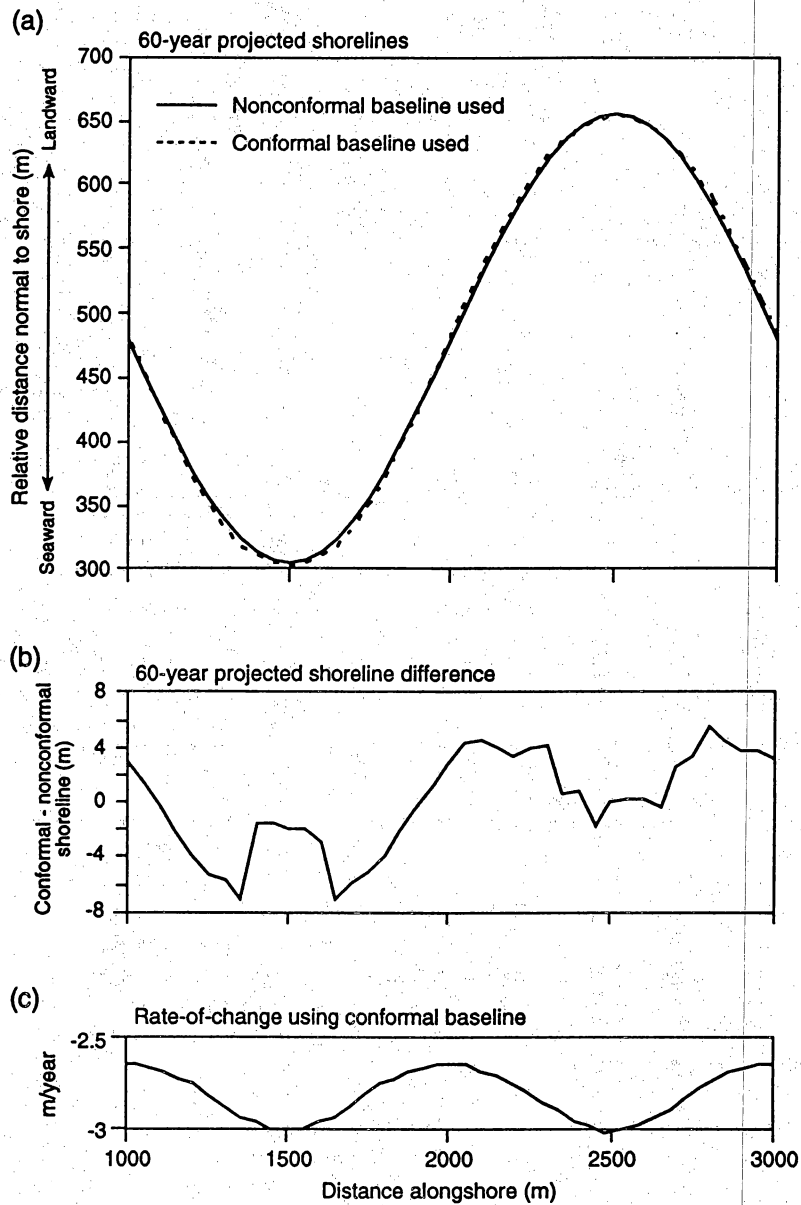 (a)
60-year projected shorelines
700
650
600
550
500
450
400
350
300
Landward
Relative distance normal to shore (m)
Seaward
Nonconformal baseline used
Conformal baseline used
(b)
60-year projected shoreline difference
8
4
0
-4
-8
Conformal - nonconformal
shoreline (m)
(c)
Rate-of-change using conformal baseline
-2.5
-3
m/year
1000 1500 2000 2500 3000
Distance alongshore (m)